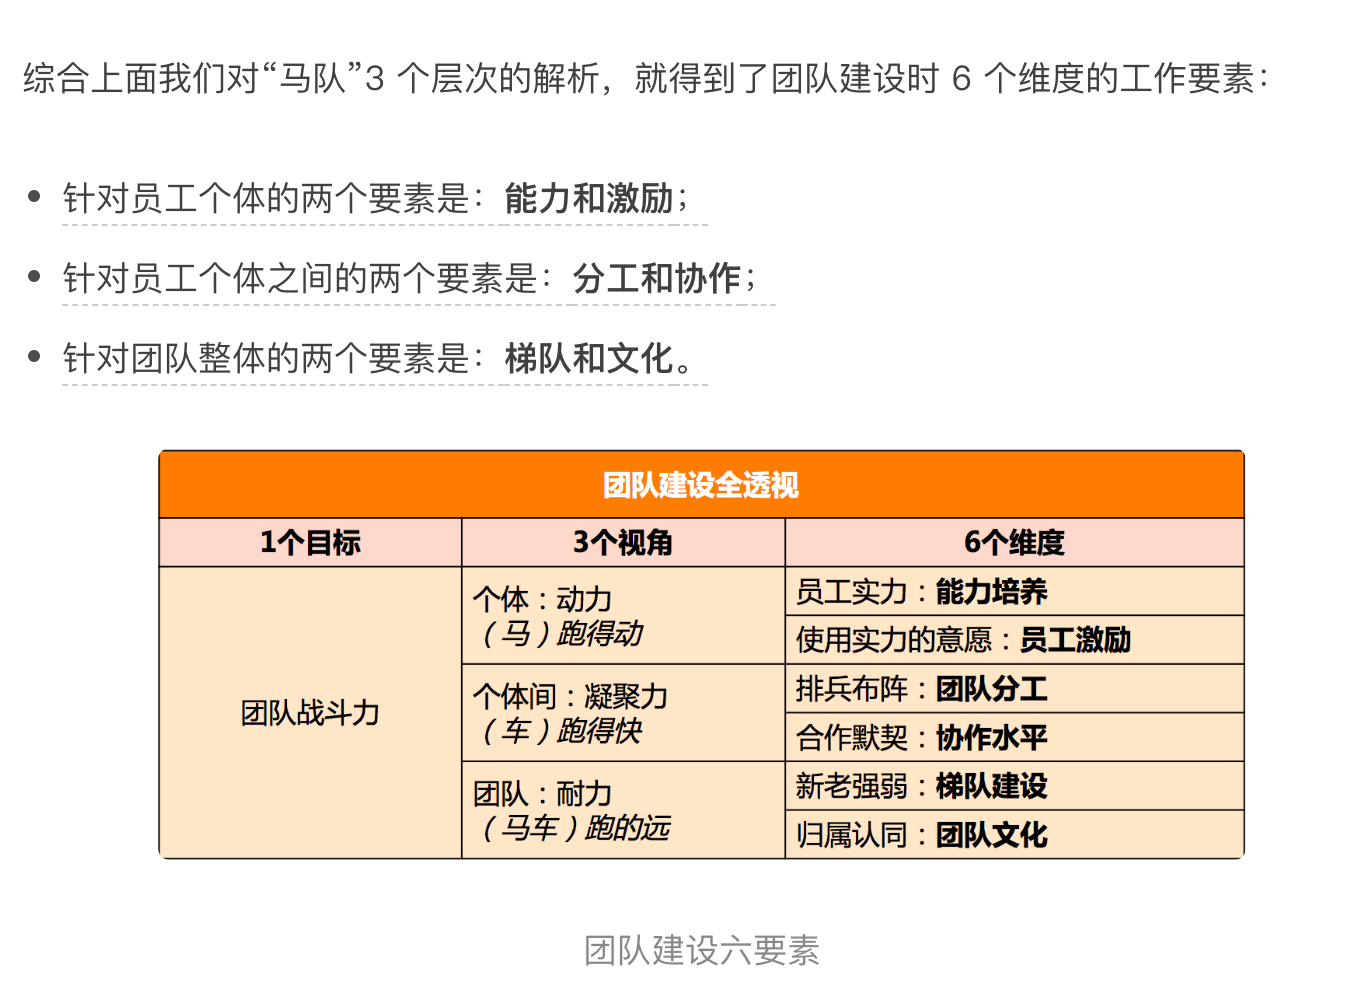 综合上面我们对“马队”3 个层次的解析，就得到了团队建设时 6 个维度的工作要素：
• 针对员工个体的两个要素是：能力和激励；
• 针对员工个体之间的两个要素是：分工和协作；
• 针对团队整体的两个要素是：梯队和文化。
团队建设全透视
1个目标
3个视角
6个维度
团队战斗力
个体：动力
（马）跑得动
员工实力：能力培养
使用实力的意愿：员工激励
个体间：凝聚力
（车）跑得快
排兵布阵：团队分工
合作默契：协作水平
团队：耐力
（马车）跑的远
新老强弱：梯队建设
归属认同：团队文化
团队建设六要素